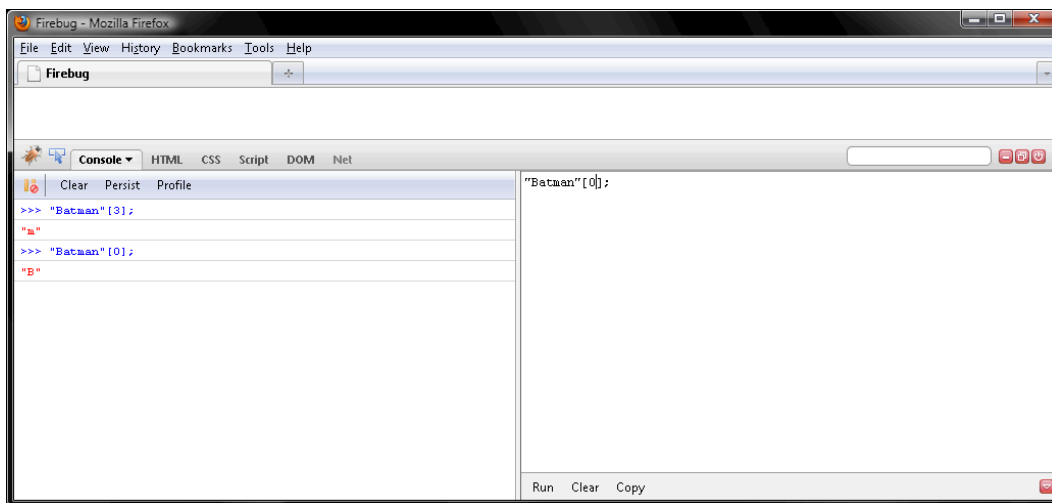 Firebug - Mozilla Firefox
File Edit View History Bookmarks Tools Help
Firebug
Console HTML CSS Script DOM Net
Clear Persist Profile
>>> "Batman"[3];
"m"
>>> "Batman"[0];
"B"
"Batman"[0];
Run Clear Copy